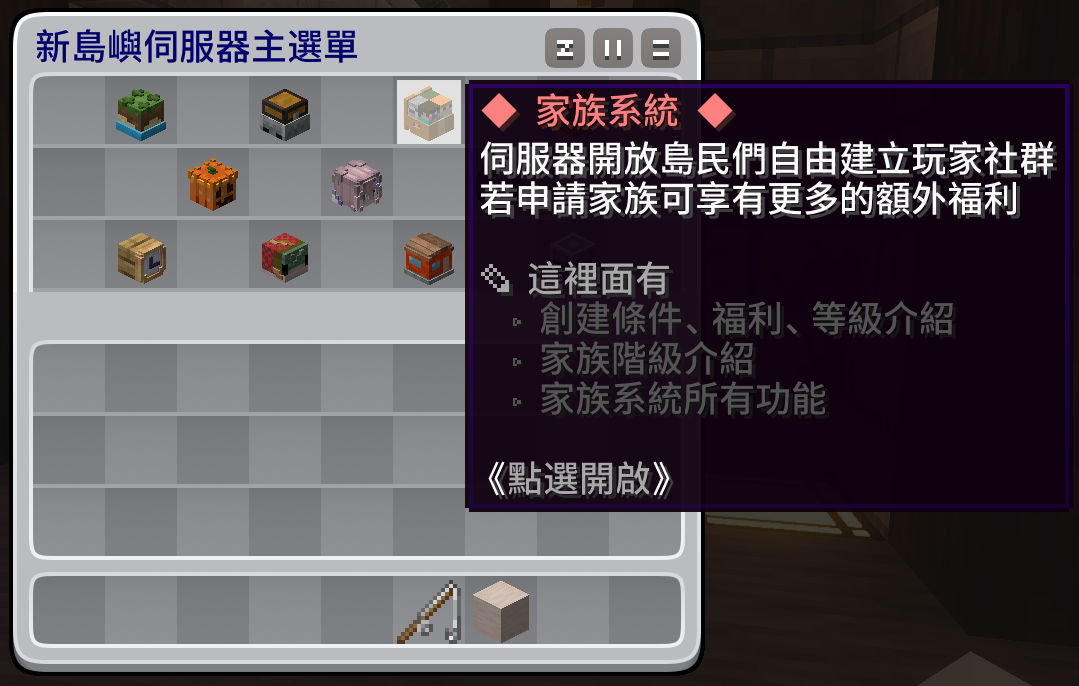 新島嶼伺服器主選單
◆ 家族系統 ◆
伺服器開放島民們自由建立玩家社群
若申請家族可享有更多的額外福利
✎ 這裡面有
▸ 創建條件、福利、等級介紹
▸ 家族階級介紹
▸ 家族系統所有功能
《點選開啟》